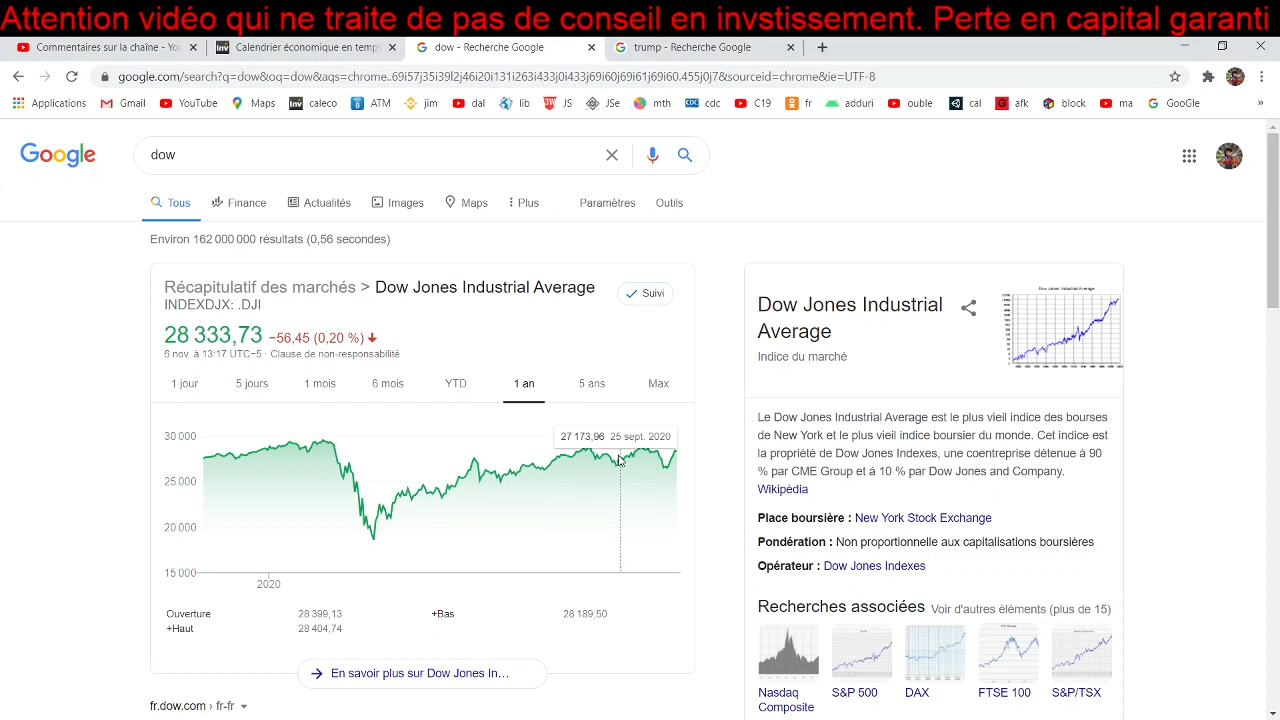 Attention vidéo qui ne traite de pas de conseil en invstissement. Perte en capital garanti
Commentaires sur la chaîne - You
Calendrier économique en temps
dow - Recherche Google
trump - Recherche Google
google.com/search?q=dow&oq=dow&aqs=chrome..69i57j35i39l2j46i20i131i263i433j0i433j69i60j69i61j69i60.455j0j7&sourceid=chrome&ie=UTF-8
Applications
Gmail
YouTube
Maps
caleco
ATM
jim
dal
lib
JS
JSe
mth
cdc
C19
fr
adduri
ouble
cal
afk
block
ma
GooGle
Google
dow
Tous
Finance
Actualités
Images
Maps
Plus
Paramètres
Outils
Environ 162 000 000 résultats (0,56 secondes)
Récapitulatif des marchés > Dow Jones Industrial Average
INDEXDJX: .DJI
Suivi
28 333,73 −56,45 (0,20 %)
6 nov. à 13:17 UTC−5 · Clause de non-responsabilité
1 jour
5 jours
1 mois
6 mois
YTD
1 an
5 ans
Max.
27 173,96 25 sept. 2020
30 000
25 000
20 000
15 000
2020
Ouverture 28 399,13
+Haut 28 404,74
+Bas 28 189,50
En savoir plus sur Dow Jones In…
fr.dow.com › fr-fr
Dow Jones Industrial
Average
Indice du marché
Dow Jones Industrial Average
Le Dow Jones Industrial Average est le plus vieil indice des bourses
de New York et le plus vieil indice boursier du monde. Cet indice est
la propriété de Dow Jones Indexes, une coentreprise détenue à 90
% par CME Group et à 10 % par Dow Jones and Company.
Wikipédia
Place boursière : New York Stock Exchange
Pondération : Non proportionnelle aux capitalisations boursières
Opérateur : Dow Jones Indexes
Recherches associées Voir d'autres éléments (plus de 15)
Nasdaq
Composite
S&P 500
DAX
FTSE 100
S&P/TSX